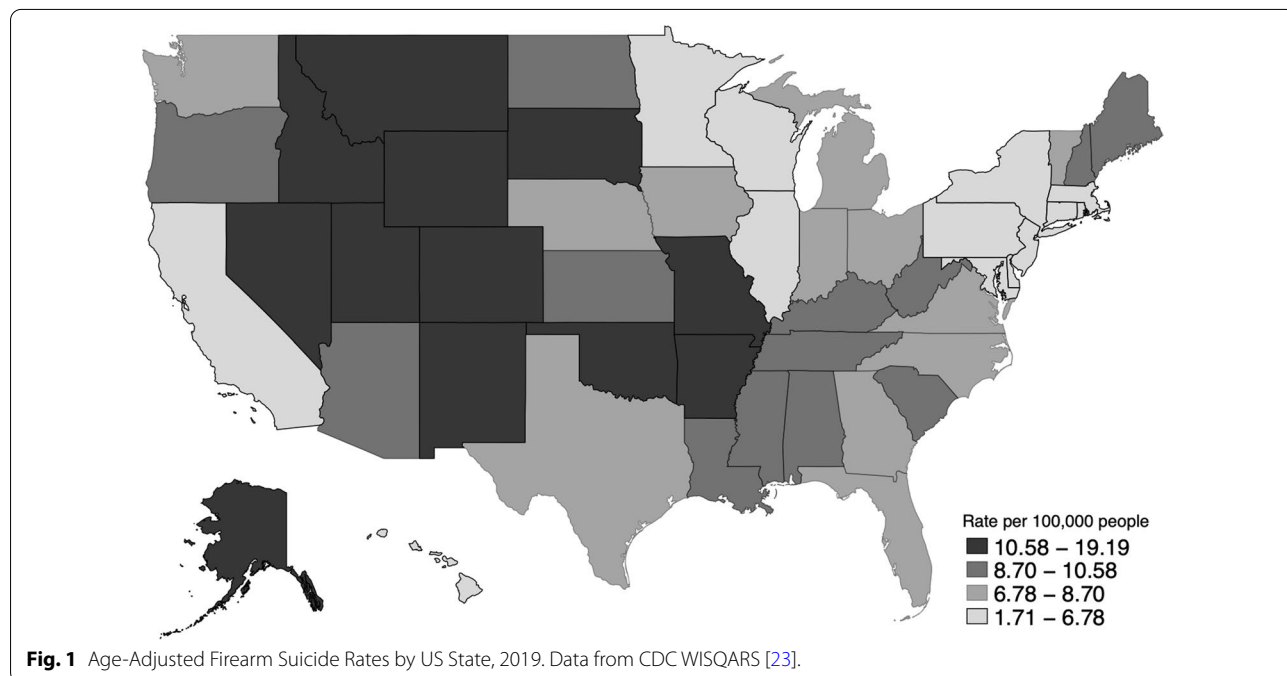 Rate per 100,000 people
10.58 – 19.19
8.70 – 10.58
6.78 – 8.70
1.71 – 6.78
Fig. 1 Age-Adjusted Firearm Suicide Rates by US State, 2019. Data from CDC WISQARS [23].